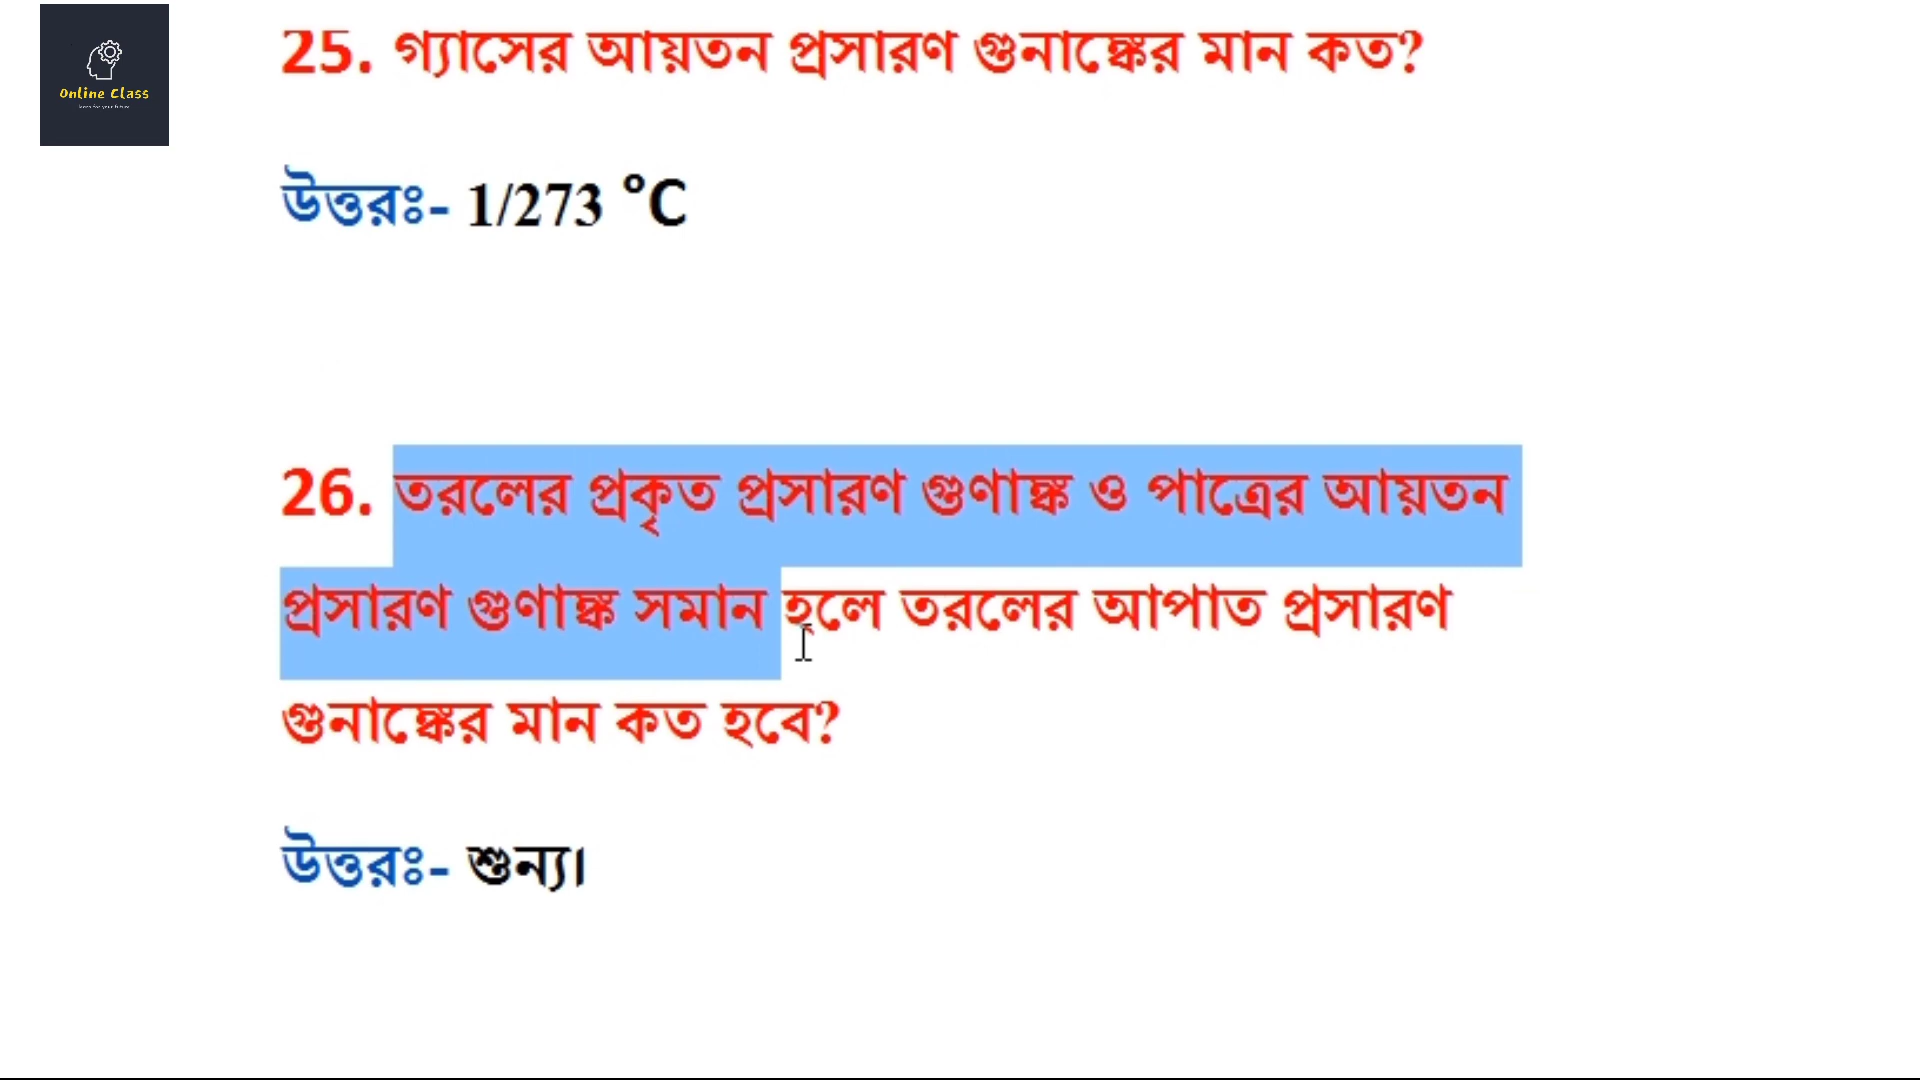 Online Class
25. গ্যাসের আয়তন প্রসারণ গুনাঙ্কের মান কত?
উত্তরঃ- 1/273 °C
26. তরলের প্রকৃত প্রসারণ গুণাঙ্ক ও পাত্রের আয়তন
প্রসারণ গুণাঙ্ক সমান হলে তরলের আপাত প্রসারণ
গুনাঙ্কের মান কত হবে?
উত্তরঃ- শুন্য।